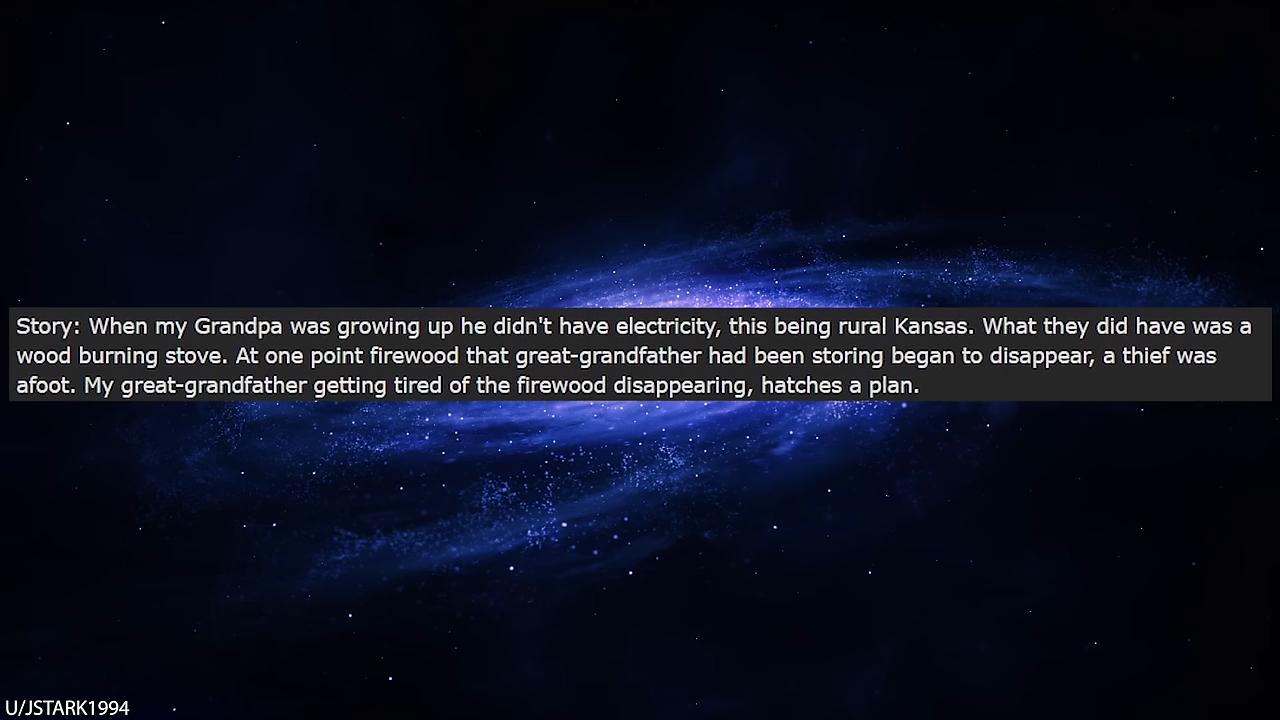 Story: When my Grandpa was growing up he didn't have electricity, this being rural Kansas. What they did have was a
wood burning stove. At one point firewood that great-grandfather had been storing began to disappear, a thief was
afoot. My great-grandfather getting tired of the firewood disappearing, hatches a plan.
U/JSTARK1994